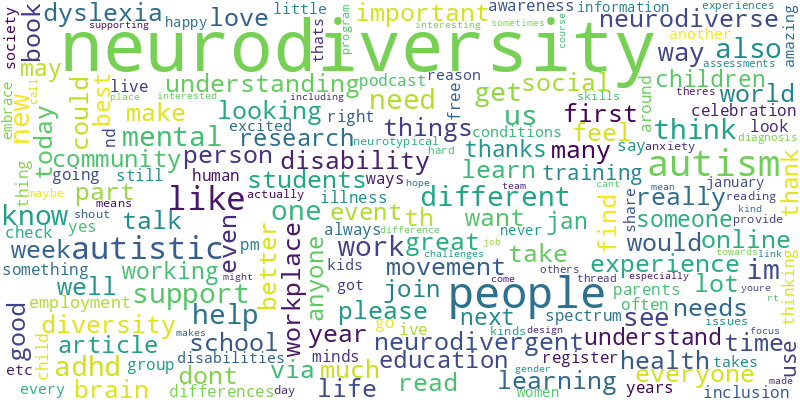 society
book
dyslexia
supporting
happy
love
little
thats
program
important
interesting
awareness
sometimes
information
neurodiverse
experiences
amazing
neurodiversity
course
another
way
also
assessments
may
embrace
new
call
today
could
best
live
place
understanding
interested
make
looking
including
podcast
reason
right
free
need
get
social
skills
theres
children
around
world
celebration
look
nd
excited
mental
research
neurotypical
things
us
conditions
first
feel
say
think
anxiety
diagnosis
hard
community
person
disability
thanks
many
or
autism
going
still
human
students
ways
hope
learn
training
cant
mean
january
reading
thank
thing
maybe
part
means
like
actually
illness
team
different
share
really
kind
provide
know
shout
talk
even
one
event
th
want
jan
find
someone
check
yes
always
difference
never
week
autistic
pm
better
anyone
work
great
job
take
would
online
towards
link
something
working
might
workplace
kids
movement
challenges
others
experience
im
well
support
got
join
come
people
thread
especially
parents
lot
youre
thinking
employment
often
rt
needs
good
diversity
help
year
please
go
ive
next
spectrum
issues
see
article
makes
school
minds
neurodivergent
kinds
design
understand
time
focus
use
etc
child
adhd
group
disabilities
via
much
education
register
health
takes
made
every
brain
differences
dont
day
life
read
learning
gender
women
everyone
years
inclusion